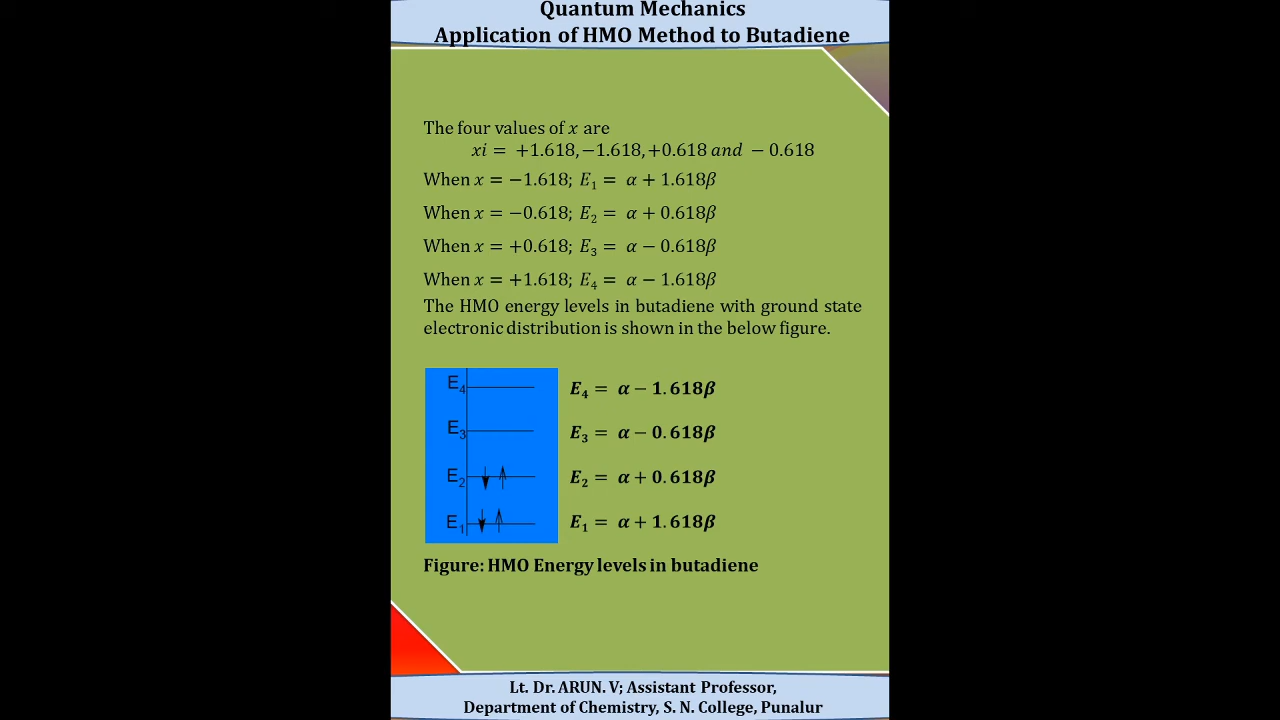 Quantum Mechanics
Application of HMO Method to Butadiene
The four values of x are
xi = +1.618, −1.618, +0.618 and − 0.618
When x = −1.618; E₁ = α + 1.618β
When x = −0.618; E₂ = α + 0.618β
When x = +0.618; E₃ = α − 0.618β
When x = +1.618; E₄ = α − 1.618β
The HMO energy levels in butadiene with ground state
electronic distribution is shown in the below figure.
E₄ E₄ = α − 1.618β
E₃ E₃ = α − 0.618β
E₂ E₂ = α + 0.618β
E₁ E₁ = α + 1.618β
Figure: HMO Energy levels in butadiene
Lt. Dr. ARUN. V; Assistant Professor,
Department of Chemistry, S. N. College, Punalur